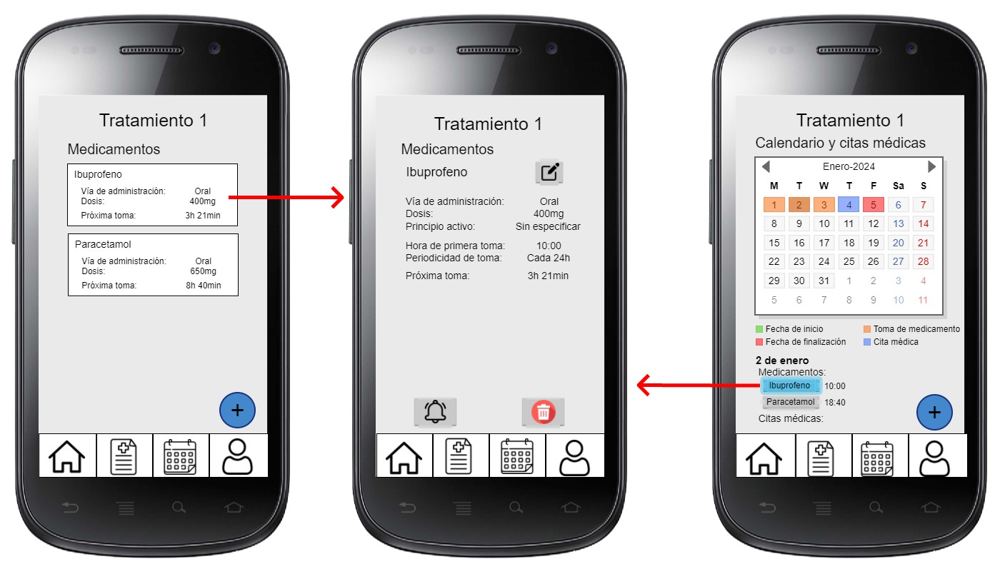 Tratamiento 1
Medicamentos
Ibuprofeno
Vía de administración: Oral
Dosis: 400mg
Próxima toma: 3h 21min
Paracetamol
Vía de administración: Oral
Dosis: 650mg
Próxima toma: 8h 40min
+
Tratamiento 1
Medicamentos
Ibuprofeno
Vía de administración: Oral
Dosis: 400mg
Principio activo: Sin especificar
Hora de primera toma: 10:00
Periodicidad de toma: Cada 24h
Próxima toma: 3h 21min
Tratamiento 1
Calendario y citas médicas
Enero-2024
M T W T F Sa S
1 2 3 4 5 6 7
8 9 10 11 12 13 14
15 16 17 18 19 20 21
22 23 24 25 26 27 28
29 30 31 1 2 3 4
5 6 7 8 9 10 11
Fecha de inicio Toma de medicamento
Fecha de finalización Cita médica
2 de enero
Medicamentos:
Ibuprofeno 10:00
Paracetamol 18:40
Citas médicas:
+